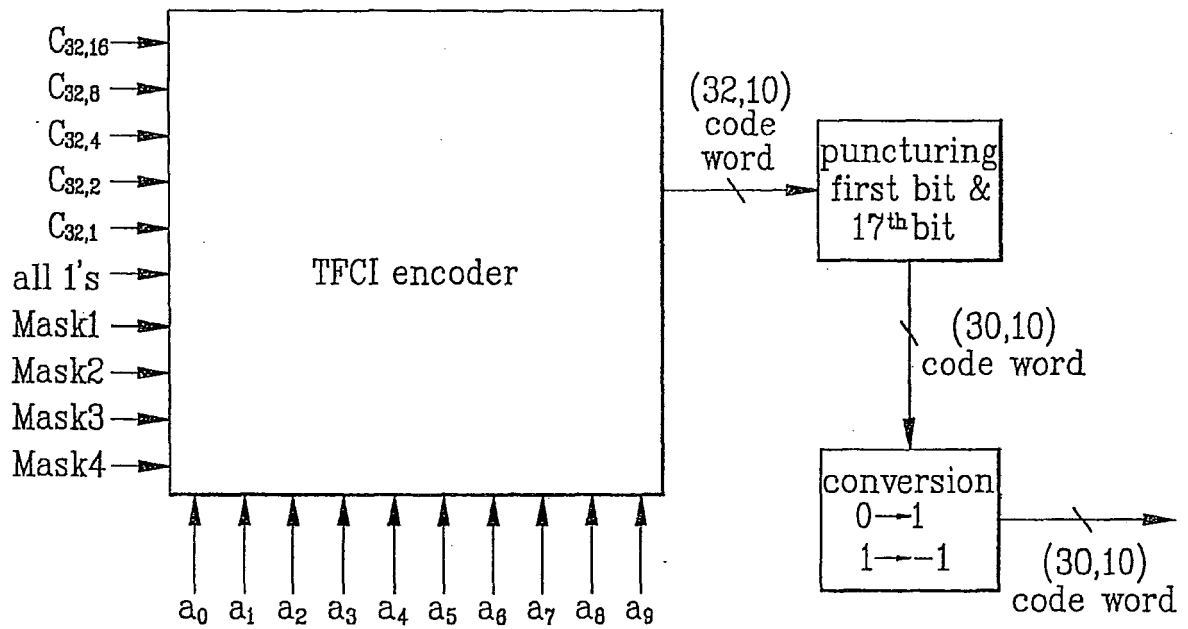 C32,16
C32,8
C32,4
C32,2
C32,1
all 1's
Mask1
Mask2
Mask3
Mask4
TFCI encoder
a0 a1 a2 a3 a4 a5 a6 a7 a8 a9
(32,10)
code
word
puncturing
first bit &
17th bit
(30,10)
code word
conversion
0→1
1→-1
(30,10)
code word